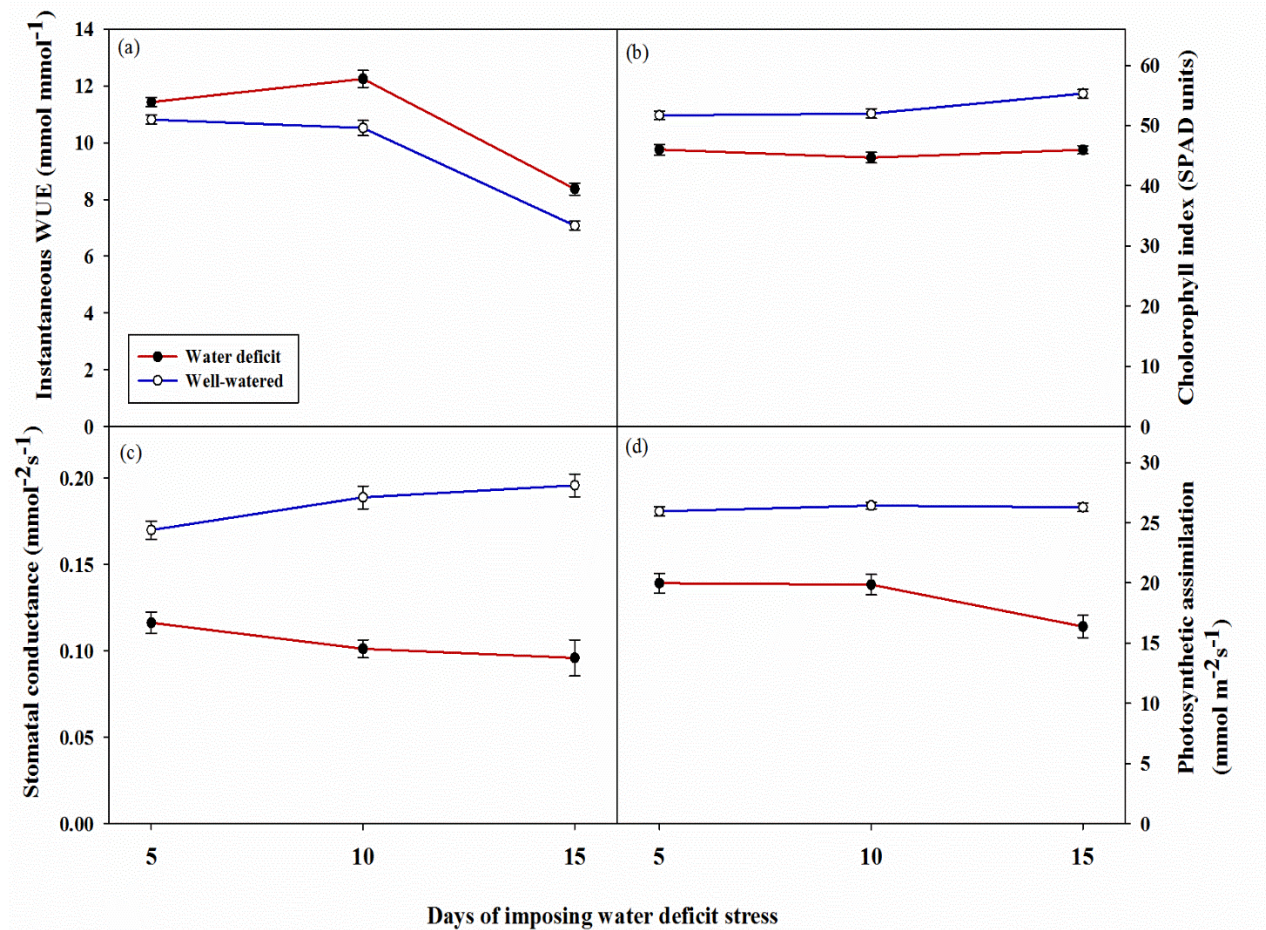 (a)
Instantaneous WUE (mmol mmol⁻¹)
14
12
10
8
6
4
2
0
Water deficit
Well-watered
(b)
Cholorophyll index (SPAD units)
60
50
40
30
20
10
0
(c)
Stomatal conductance (mmol⁻²s⁻¹)
0.20
0.15
0.10
0.05
0.00
5
10
15
(d)
Photosynthetic assimilation
(mmol m⁻²s⁻¹)
30
25
20
15
10
5
0
5
10
15
Days of imposing water deficit stress